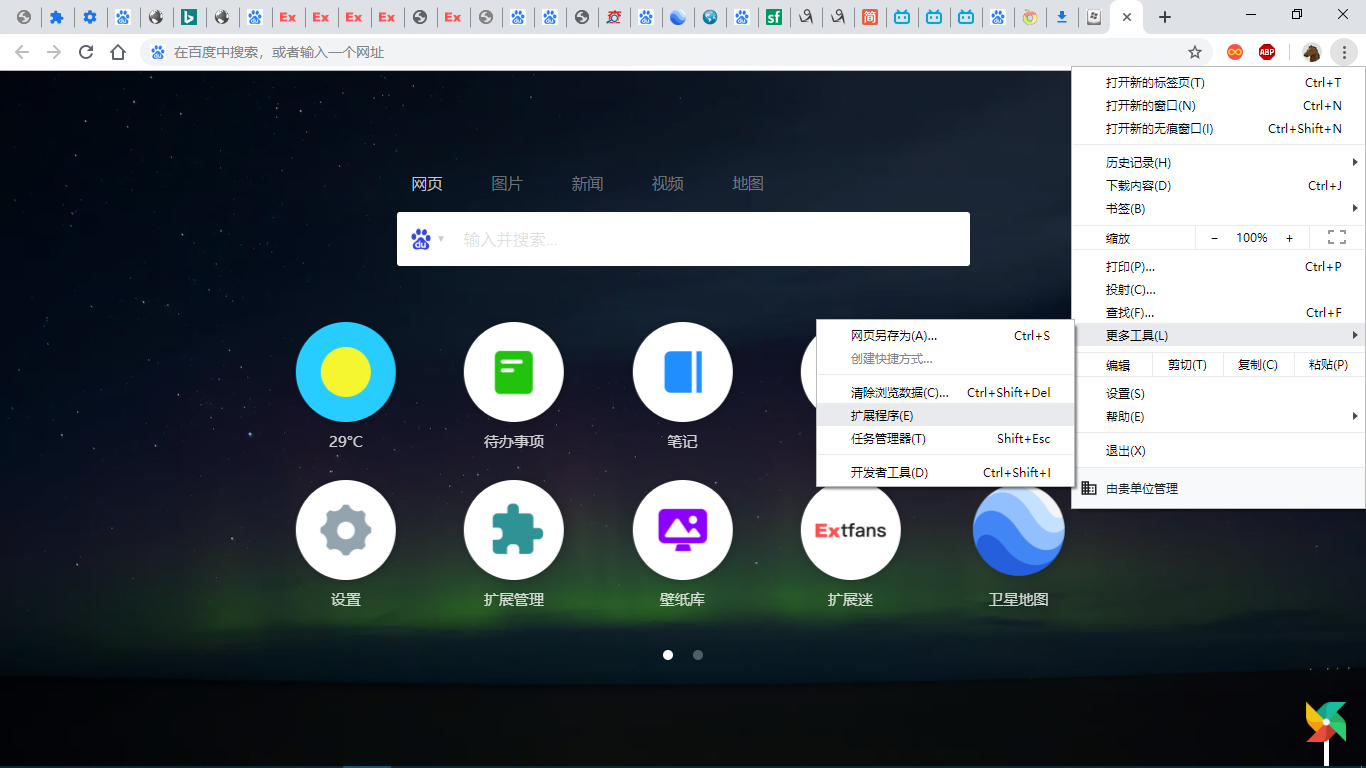 Ex Ex Ex Ex Ex sf 简
在百度中搜索，或者输入一个网址
ABP
打开新的标签页(T) Ctrl+T
打开新的窗口(N) Ctrl+N
打开新的无痕窗口(I) Ctrl+Shift+N
历史记录(H)
下载内容(D) Ctrl+J
书签(B)
缩放 − 100% +
打印(P)... Ctrl+P
投射(C)...
查找(F)... Ctrl+F
更多工具(L)
编辑 剪切(T) 复制(C) 粘贴(P)
设置(S)
帮助(E)
退出(X)
由贵单位管理
网页另存为(A)... Ctrl+S
创建快捷方式...
清除浏览数据(C)... Ctrl+Shift+Del
扩展程序(E)
任务管理器(T) Shift+Esc
开发者工具(D) Ctrl+Shift+I
网页 图片 新闻 视频 地图
du 输入并搜索...
29°C 待办事项 笔记
Extfans
设置 扩展管理 壁纸库 扩展迷 卫星地图